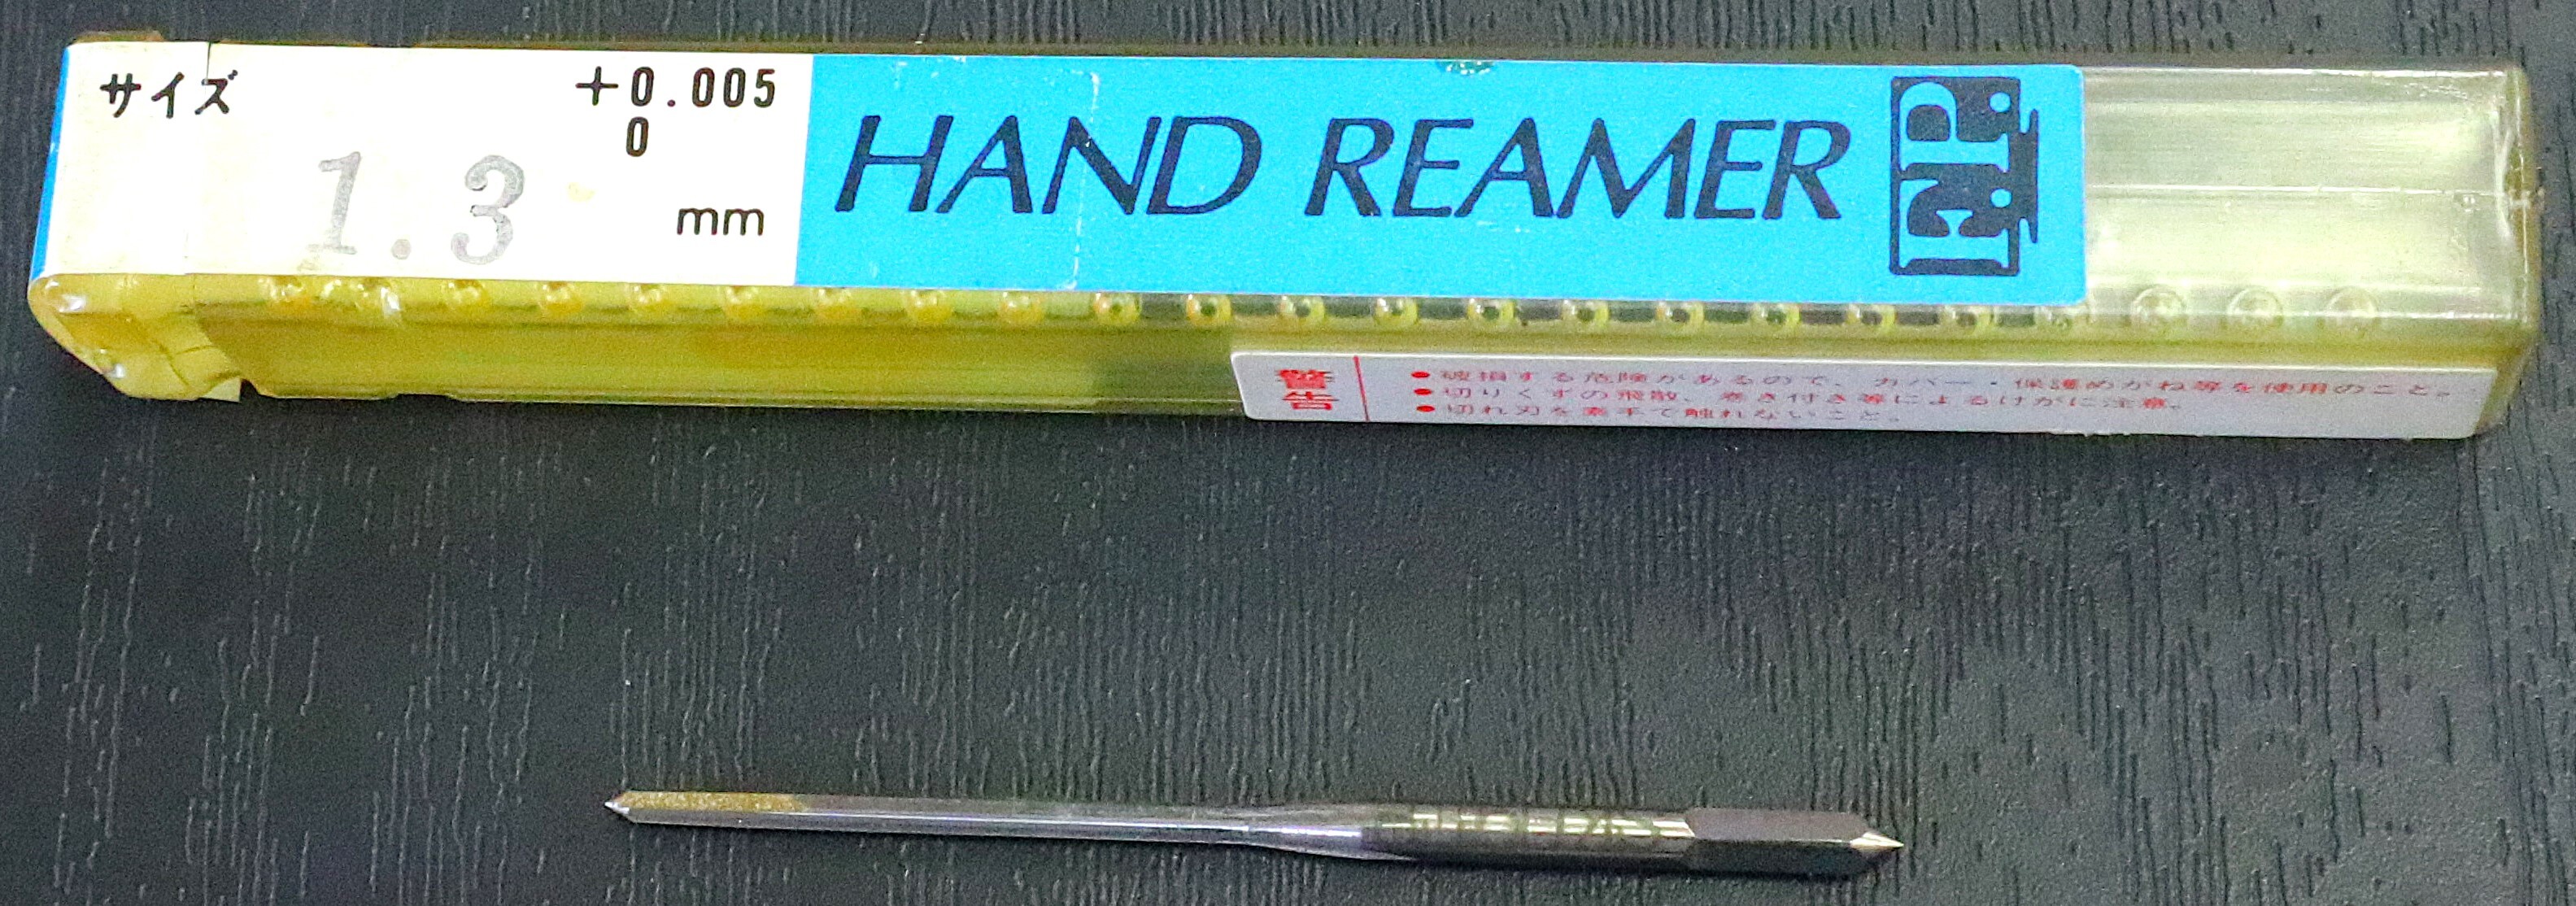 サイズ
+0.005
0
1.3
mm
HAND REAMER
警告
●破損する危険があるので、カバー・保護めがね等を使用のこと。
●切りくずの飛散、巻き付き等によるけがに注意。
●切れ刃を素手で触れないこと。